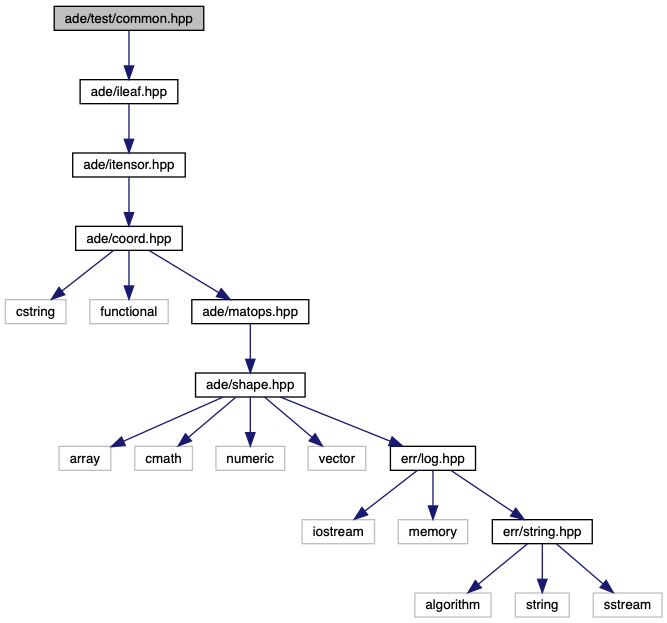 ade/test/common.hpp
ade/ileaf.hpp
ade/itensor.hpp
ade/coord.hpp
cstring
functional
ade/matops.hpp
ade/shape.hpp
array
cmath
numeric
vector
err/log.hpp
iostream
memory
err/string.hpp
algorithm
string
sstream